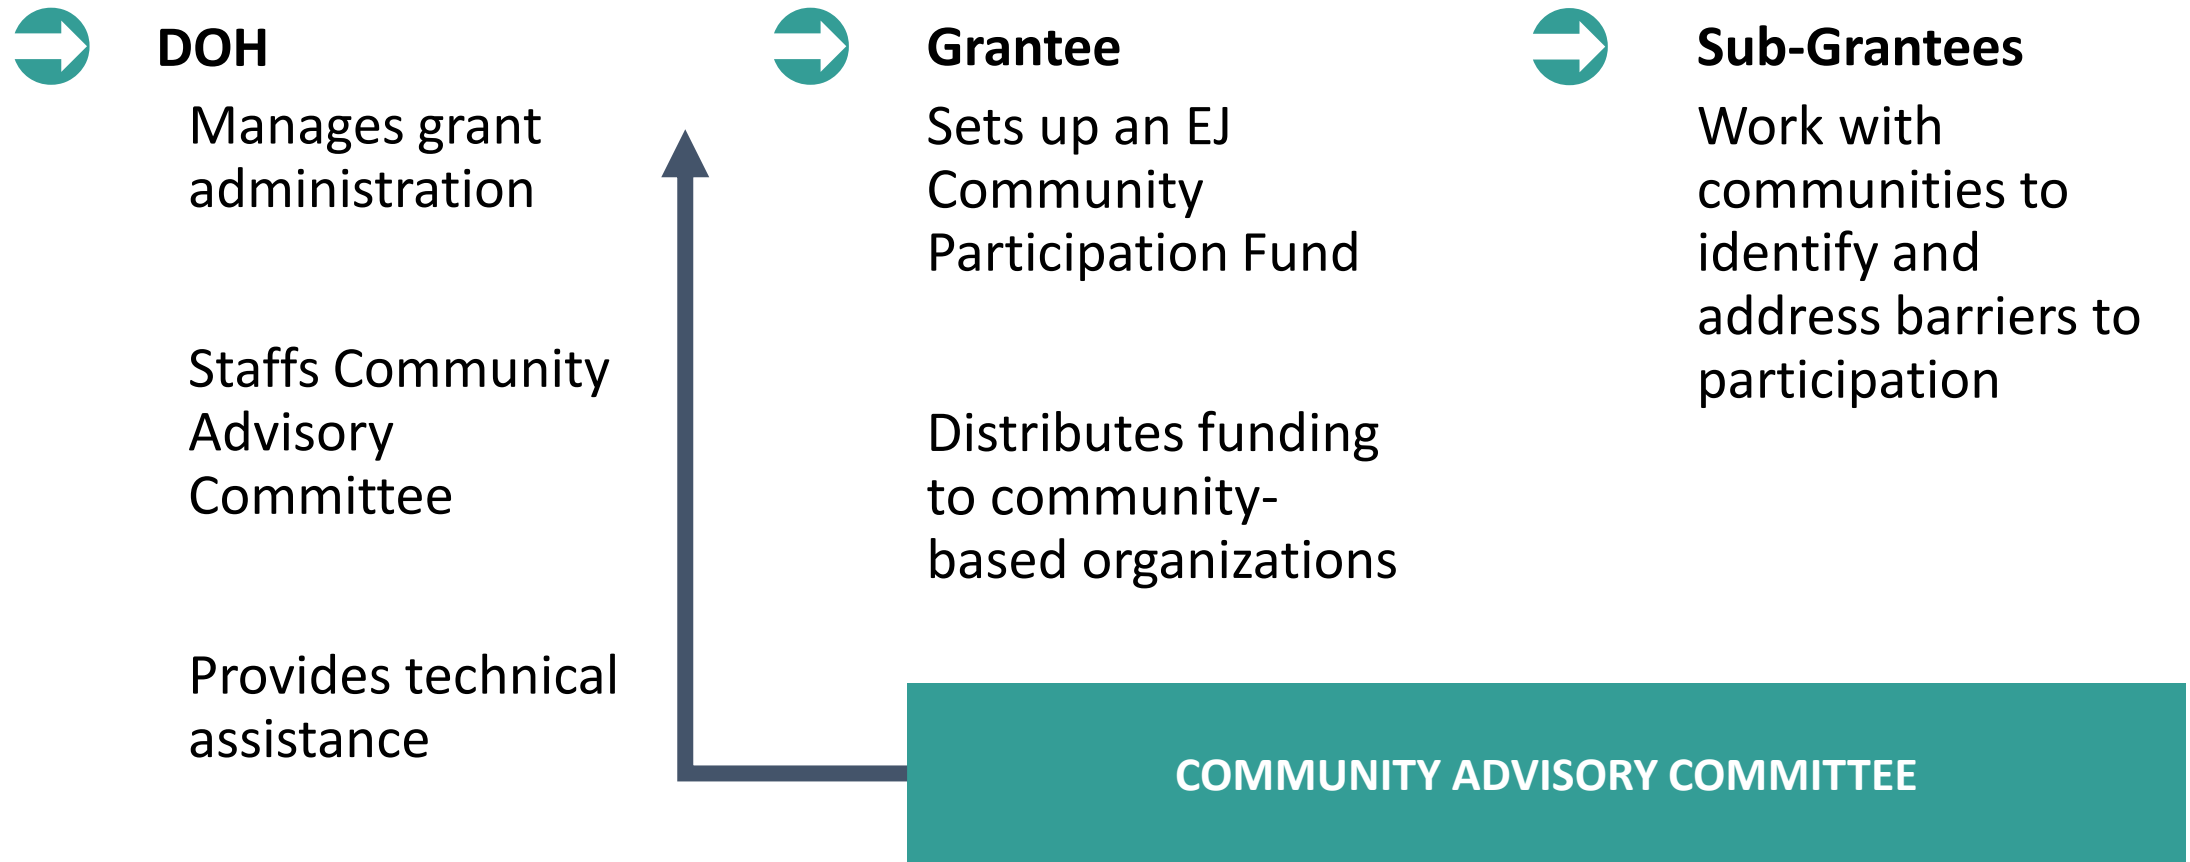 DOH
Manages grant
administration
Staffs Community
Advisory
Committee
Provides technical
assistance
Grantee
Sets up an EJ
Community
Participation Fund
Distributes funding
to community-
based organizations
Sub-Grantees
Work with
communities to
identify and
address barriers to
participation
COMMUNITY ADVISORY COMMITTEE